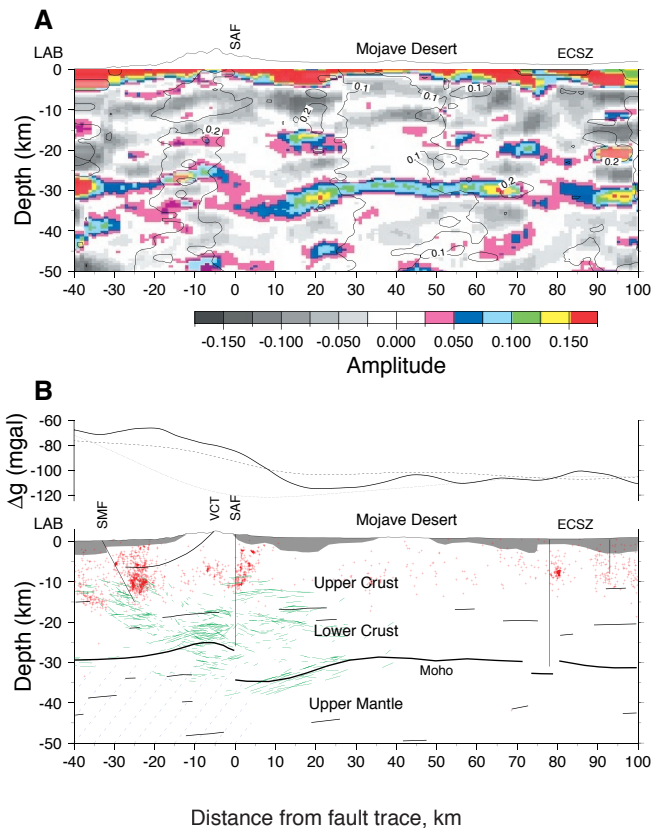 A
LAB
SAF
Mojave Desert
ECSZ
0
-10
-20
-30
-40
-50
Depth (km)
0.1
0.1
0.1
0.2
0.2
0.1
0.2
0.2
0.1
-40 -30 -20 -10 0 10 20 30 40 50 60 70 80 90 100
-0.150 -0.100 -0.050 0.000 0.050 0.100 0.150
Amplitude
B
-60
-80
-100
-120
Δg (mgal)
LAB
SMF
VCT
SAF
Mojave Desert
ECSZ
0
-10
-20
-30
-40
-50
Depth (km)
Upper Crust
Lower Crust
Moho
Upper Mantle
-40 -30 -20 -10 0 10 20 30 40 50 60 70 80 90 100
Distance from fault trace, km